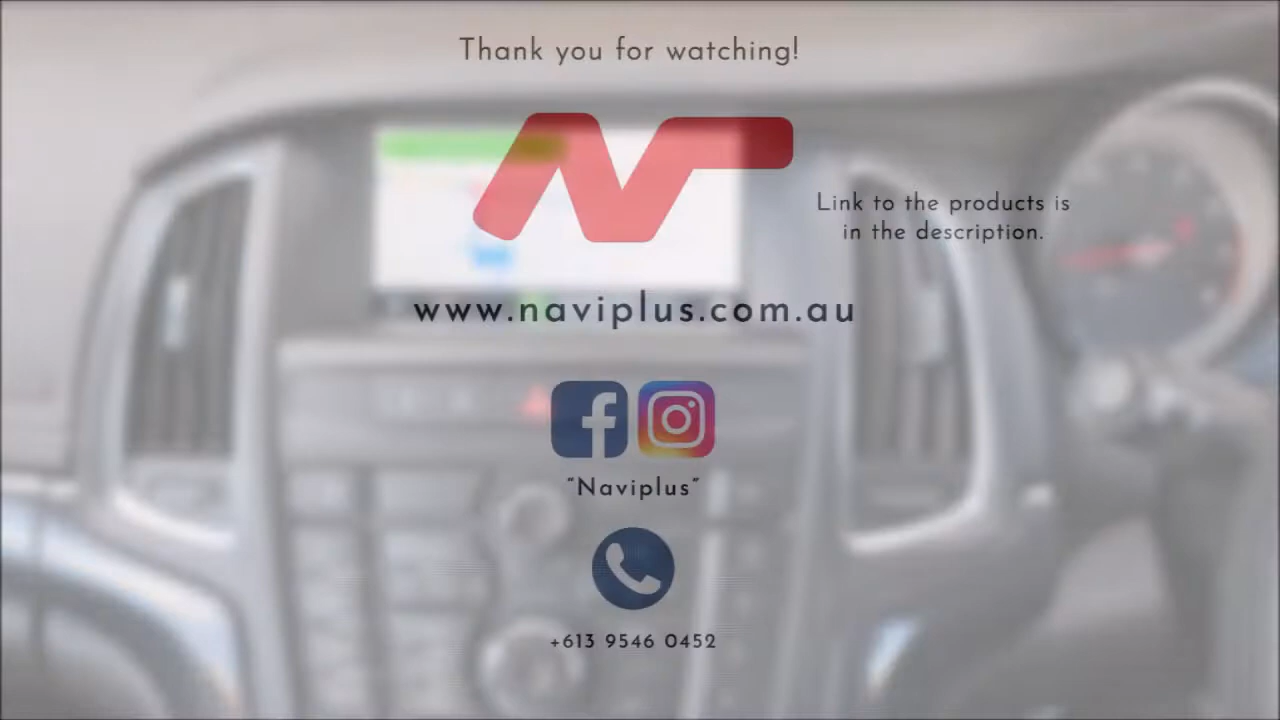 Thank you for watching!
Link to the products is
in the description.
www.naviplus.com.au
"Naviplus"
+613 9546 0452